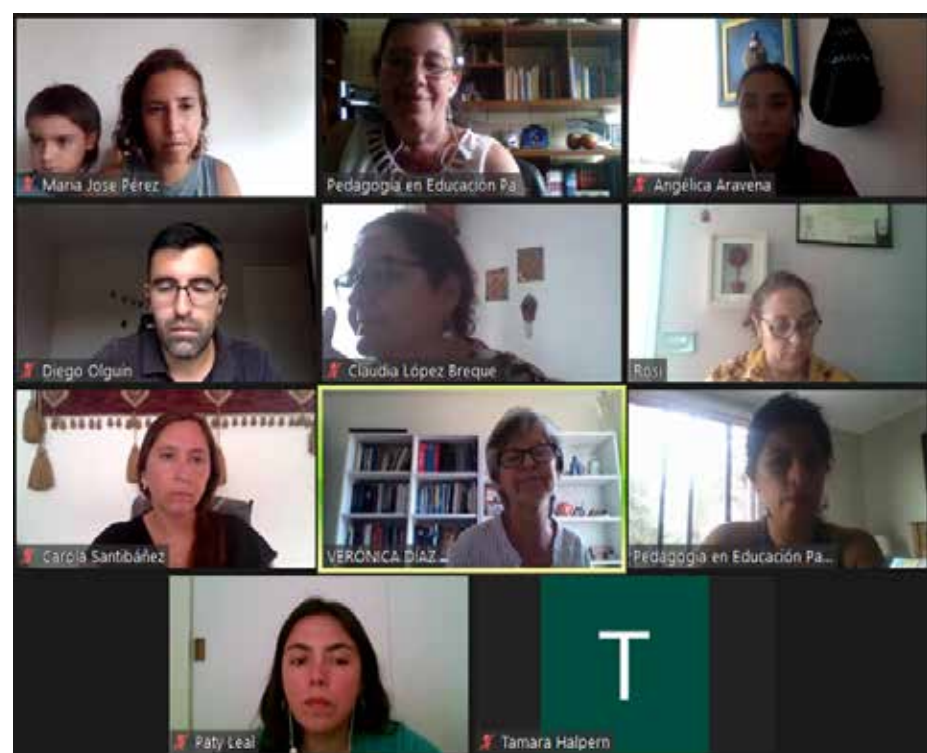 Maria Jose Pérez
Pedagogía en Educación Pa...
Angélica Aravena
Diego Olguín
Claudia López Breque
Rosi
Carola Santibáñez
VERÓNICA DÍAZ ...
Pedagogía en Educación Pa...
Paty Leal
T
Tamara Halpern